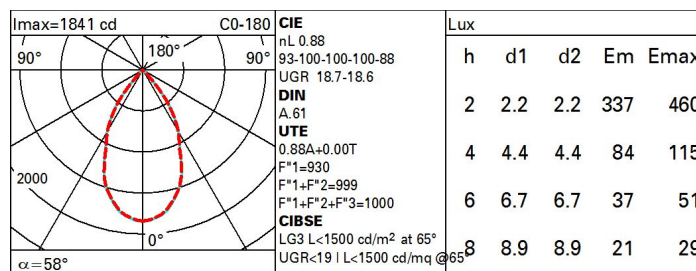 Imax=1841 cd C0-180
90° 180° 90°
2000
0°
α=58°
CIE
nL 0.88
93-100-100-100-88
UGR 18.7-18.6
DIN
A.61
UTE
0.88A+0.00T
F"1=930
F"1+F"2=999
F"1+F"2+F"3=1000
CIBSE
LG3 L<1500 cd/m² at 65°
UGR<19 | L<1500 cd/mq @65°
Lux
h d1 d2 Em Emax
2 2.2 2.2 337 460
4 4.4 4.4 84 115
6 6.7 6.7 37 51
8 8.9 8.9 21 29